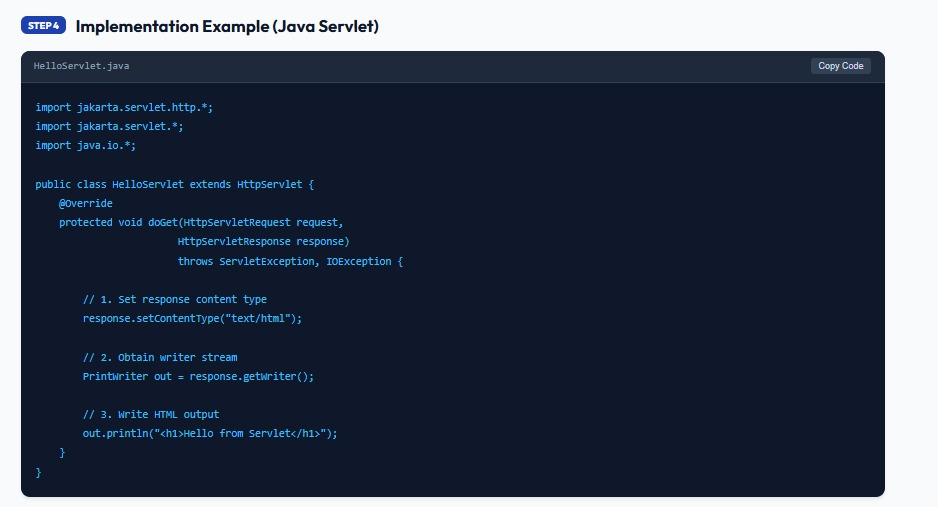 STEP 4 Implementation Example (Java Servlet)
HelloServlet.java
Copy Code
import jakarta.servlet.http.*;
import jakarta.servlet.*;
import java.io.*;
public class HelloServlet extends HttpServlet {
@Override
protected void doGet(HttpServletRequest request,
HttpServletResponse response)
throws ServletException, IOException {
// 1. Set response content type
response.setContentType("text/html");
// 2. Obtain writer stream
PrintWriter out = response.getWriter();
// 3. Write HTML output
out.println("<h1>Hello from Servlet</h1>");
}
}